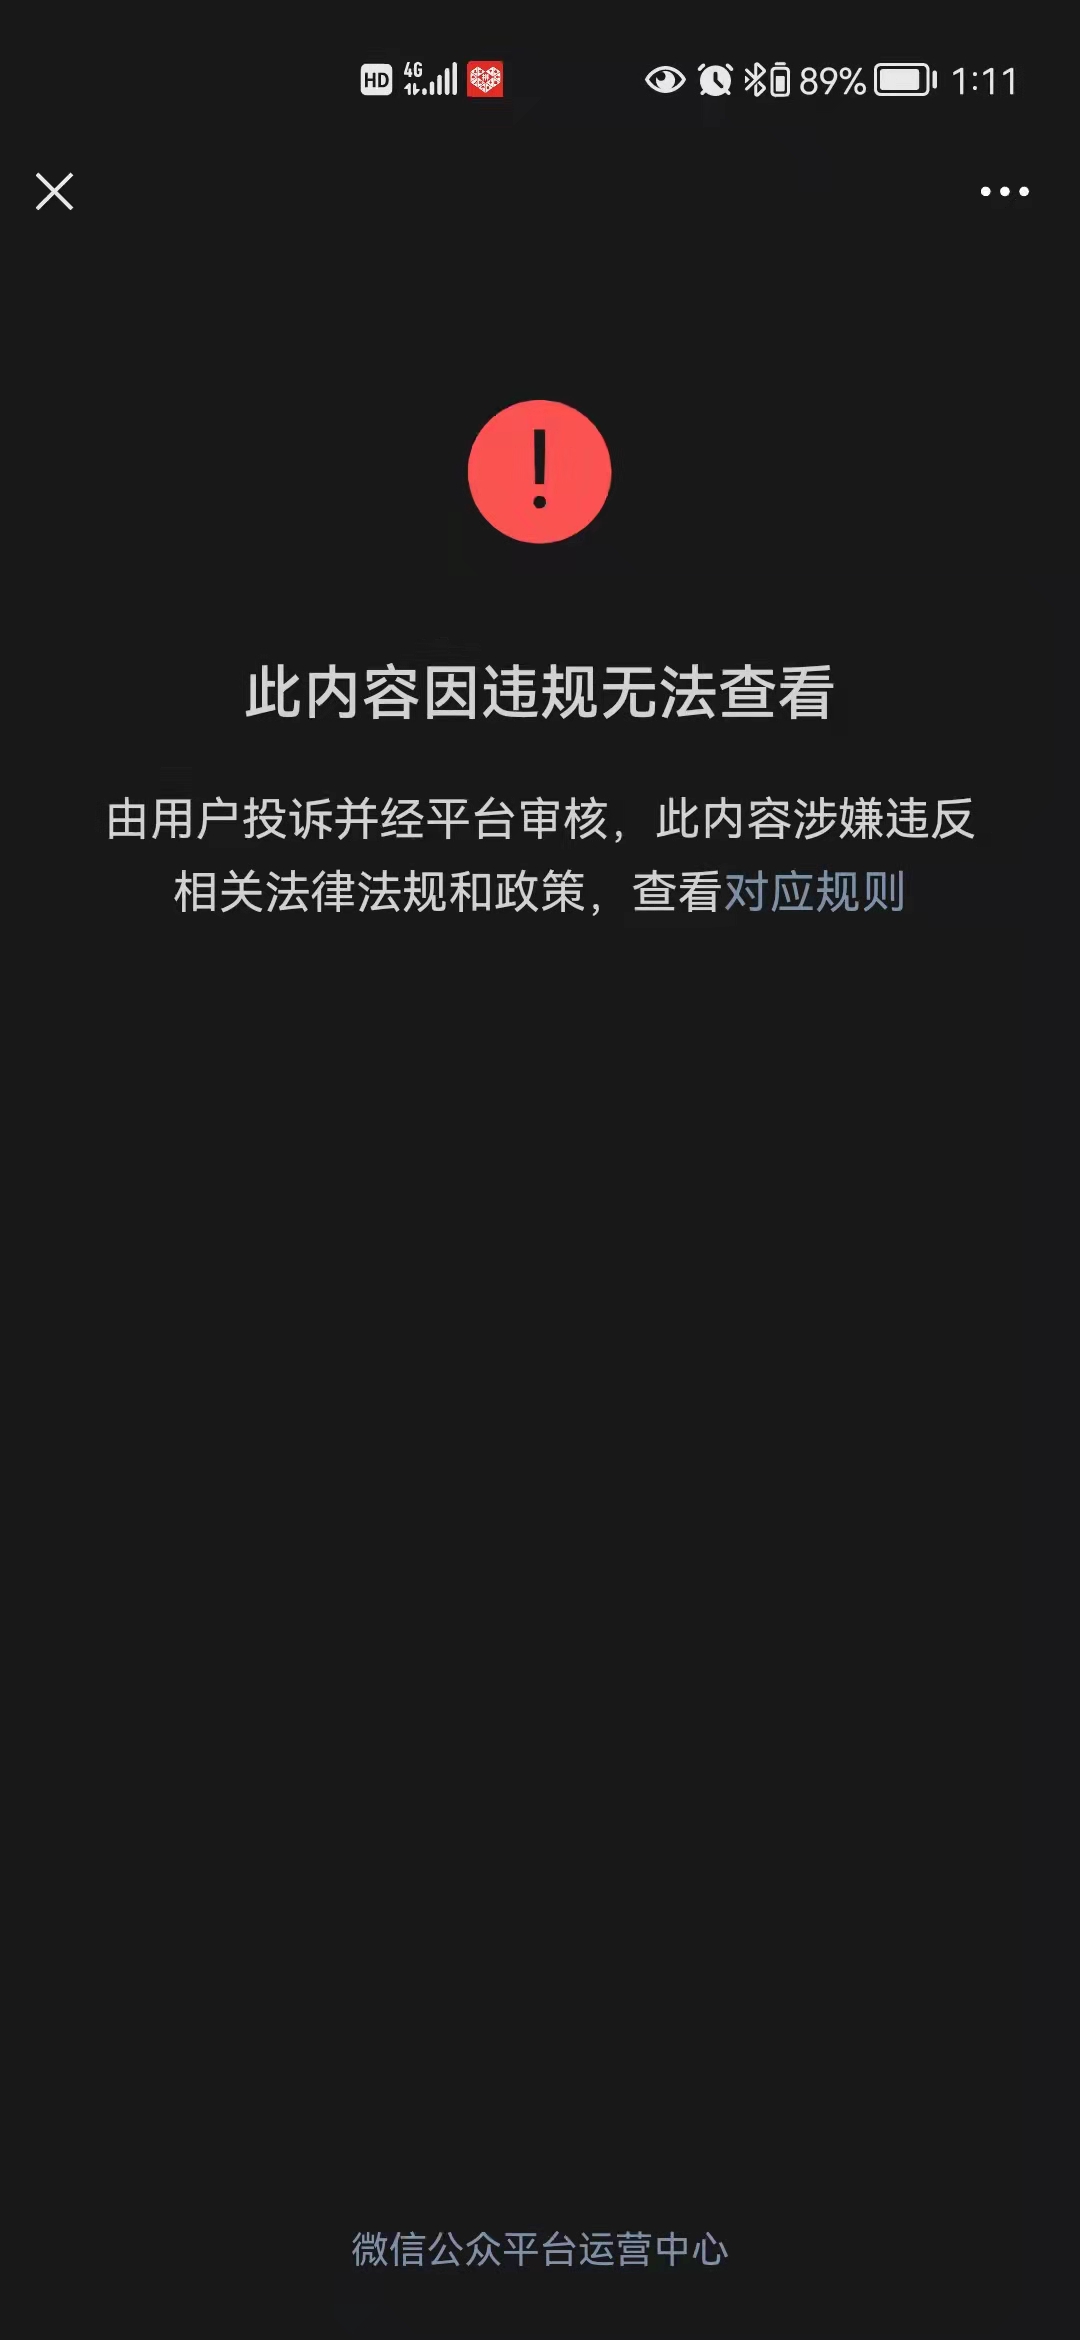 HD 4G 89% 1:11
此内容因违规无法查看
由用户投诉并经平台审核，此内容涉嫌违反
相关法律法规和政策，查看对应规则
微信公众平台运营中心